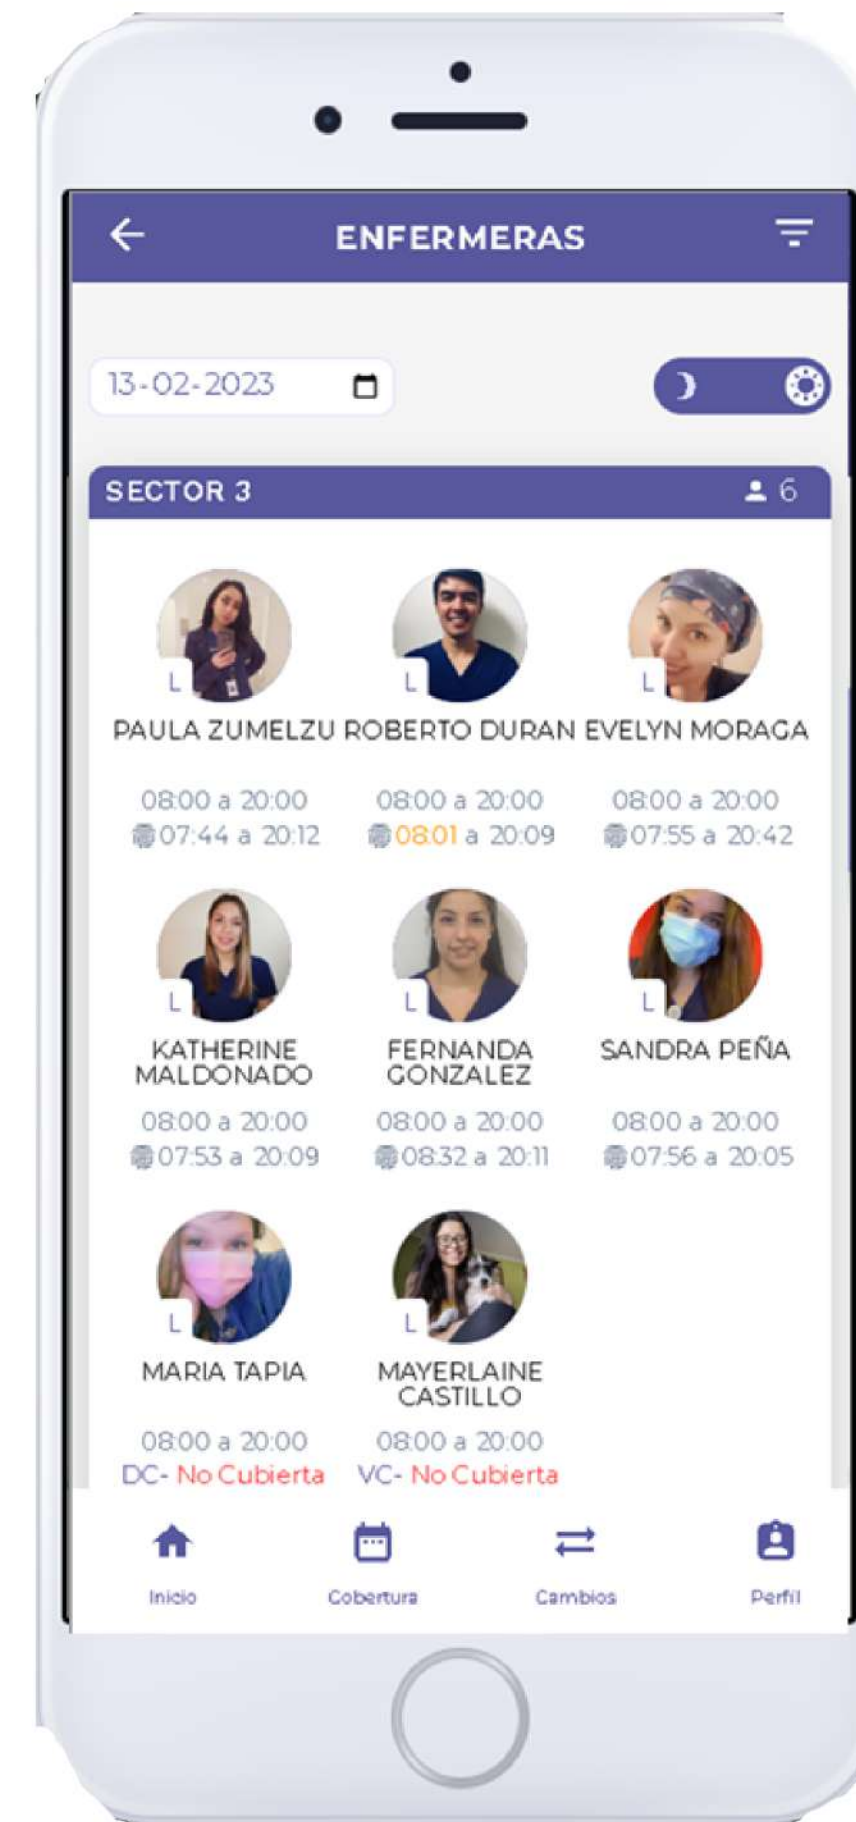 ENFERMERAS
13-02-2023
SECTOR 3 6
L L L
PAULA ZUMELZU ROBERTO DURAN EVELYN MORAGA
08:00 a 20:00 08:00 a 20:00 08:00 a 20:00
07:44 a 20:12 08:01 a 20:09 07:55 a 20:42
L L L
KATHERINE FERNANDA SANDRA PEÑA
MALDONADO GONZALEZ
08:00 a 20:00 08:00 a 20:00 08:00 a 20:00
07:53 a 20:09 08:32 a 20:11 07:56 a 20:05
L L
MARIA TAPIA MAYERLAINE
CASTILLO
08:00 a 20:00 08:00 a 20:00
DC- No Cubierta VC- No Cubierta
Inicio Cobertura Cambios Perfil